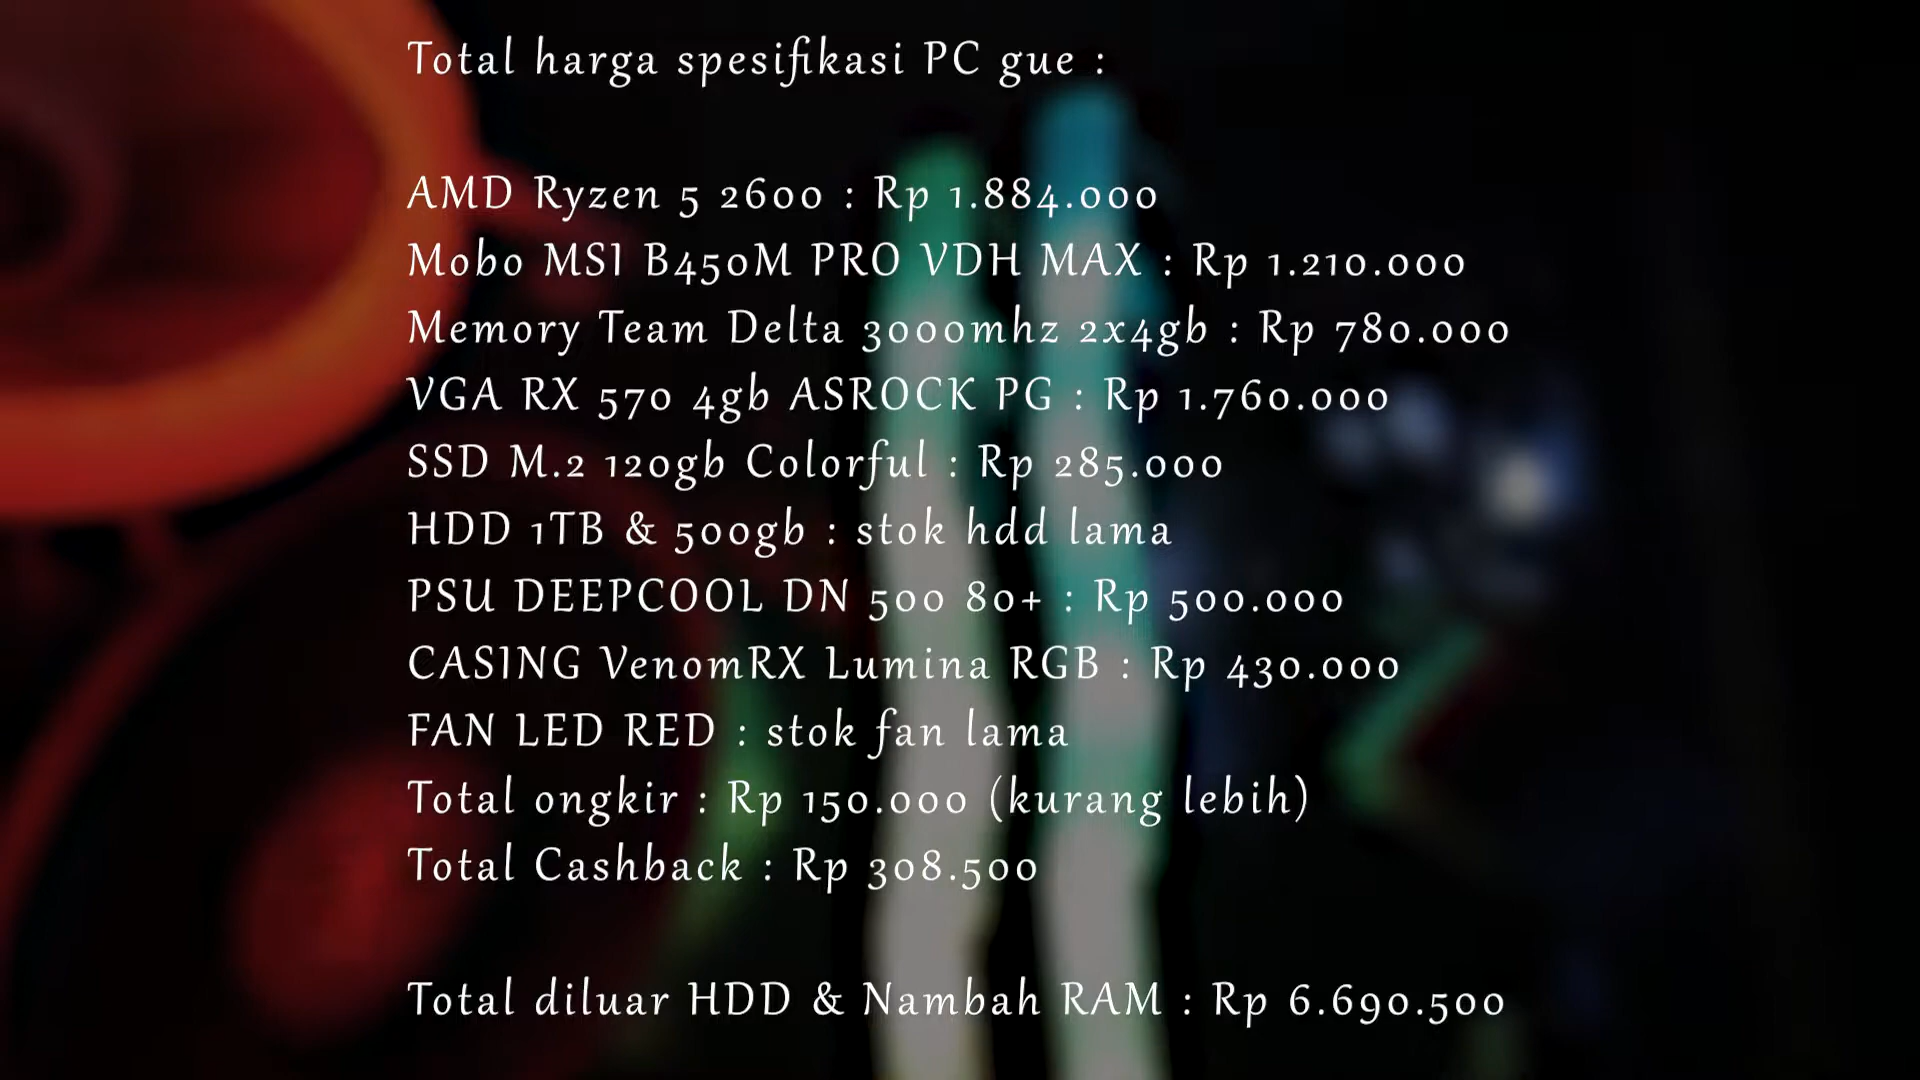 Total harga spesifikasi PC gue :
AMD Ryzen 5 2600 : Rp 1.884.000
Mobo MSI B450M PRO VDH MAX : Rp 1.210.000
Memory Team Delta 3000mhz 2x4gb : Rp 780.000
VGA RX 570 4gb ASROCK PG : Rp 1.760.000
SSD M.2 120gb Colorful : Rp 285.000
HDD 1TB & 500gb : stok hdd lama
PSU DEEPCOOL DN 500 80+ : Rp 500.000
CASING VenomRX Lumina RGB : Rp 430.000
FAN LED RED : stok fan lama
Total ongkir : Rp 150.000 (kurang lebih)
Total Cashback : Rp 308.500
Total diluar HDD & Nambah RAM : Rp 6.690.500